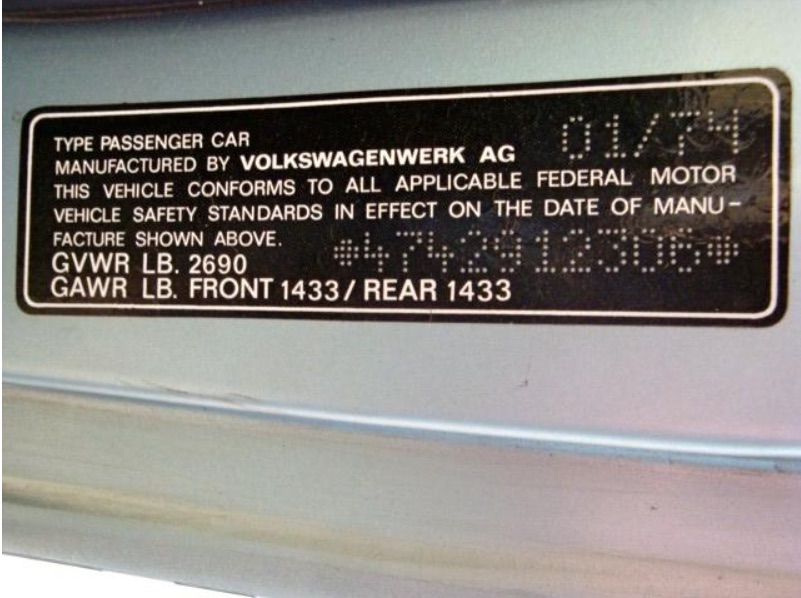 01/74
TYPE PASSENGER CAR
MANUFACTURED BY VOLKSWAGENWERK AG
THIS VEHICLE CONFORMS TO ALL APPLICABLE FEDERAL MOTOR
VEHICLE SAFETY STANDARDS IN EFFECT ON THE DATE OF MANU-
FACTURE SHOWN ABOVE.
GVWR LB. 2690
GAWR LB. FRONT 1433/ REAR 1433